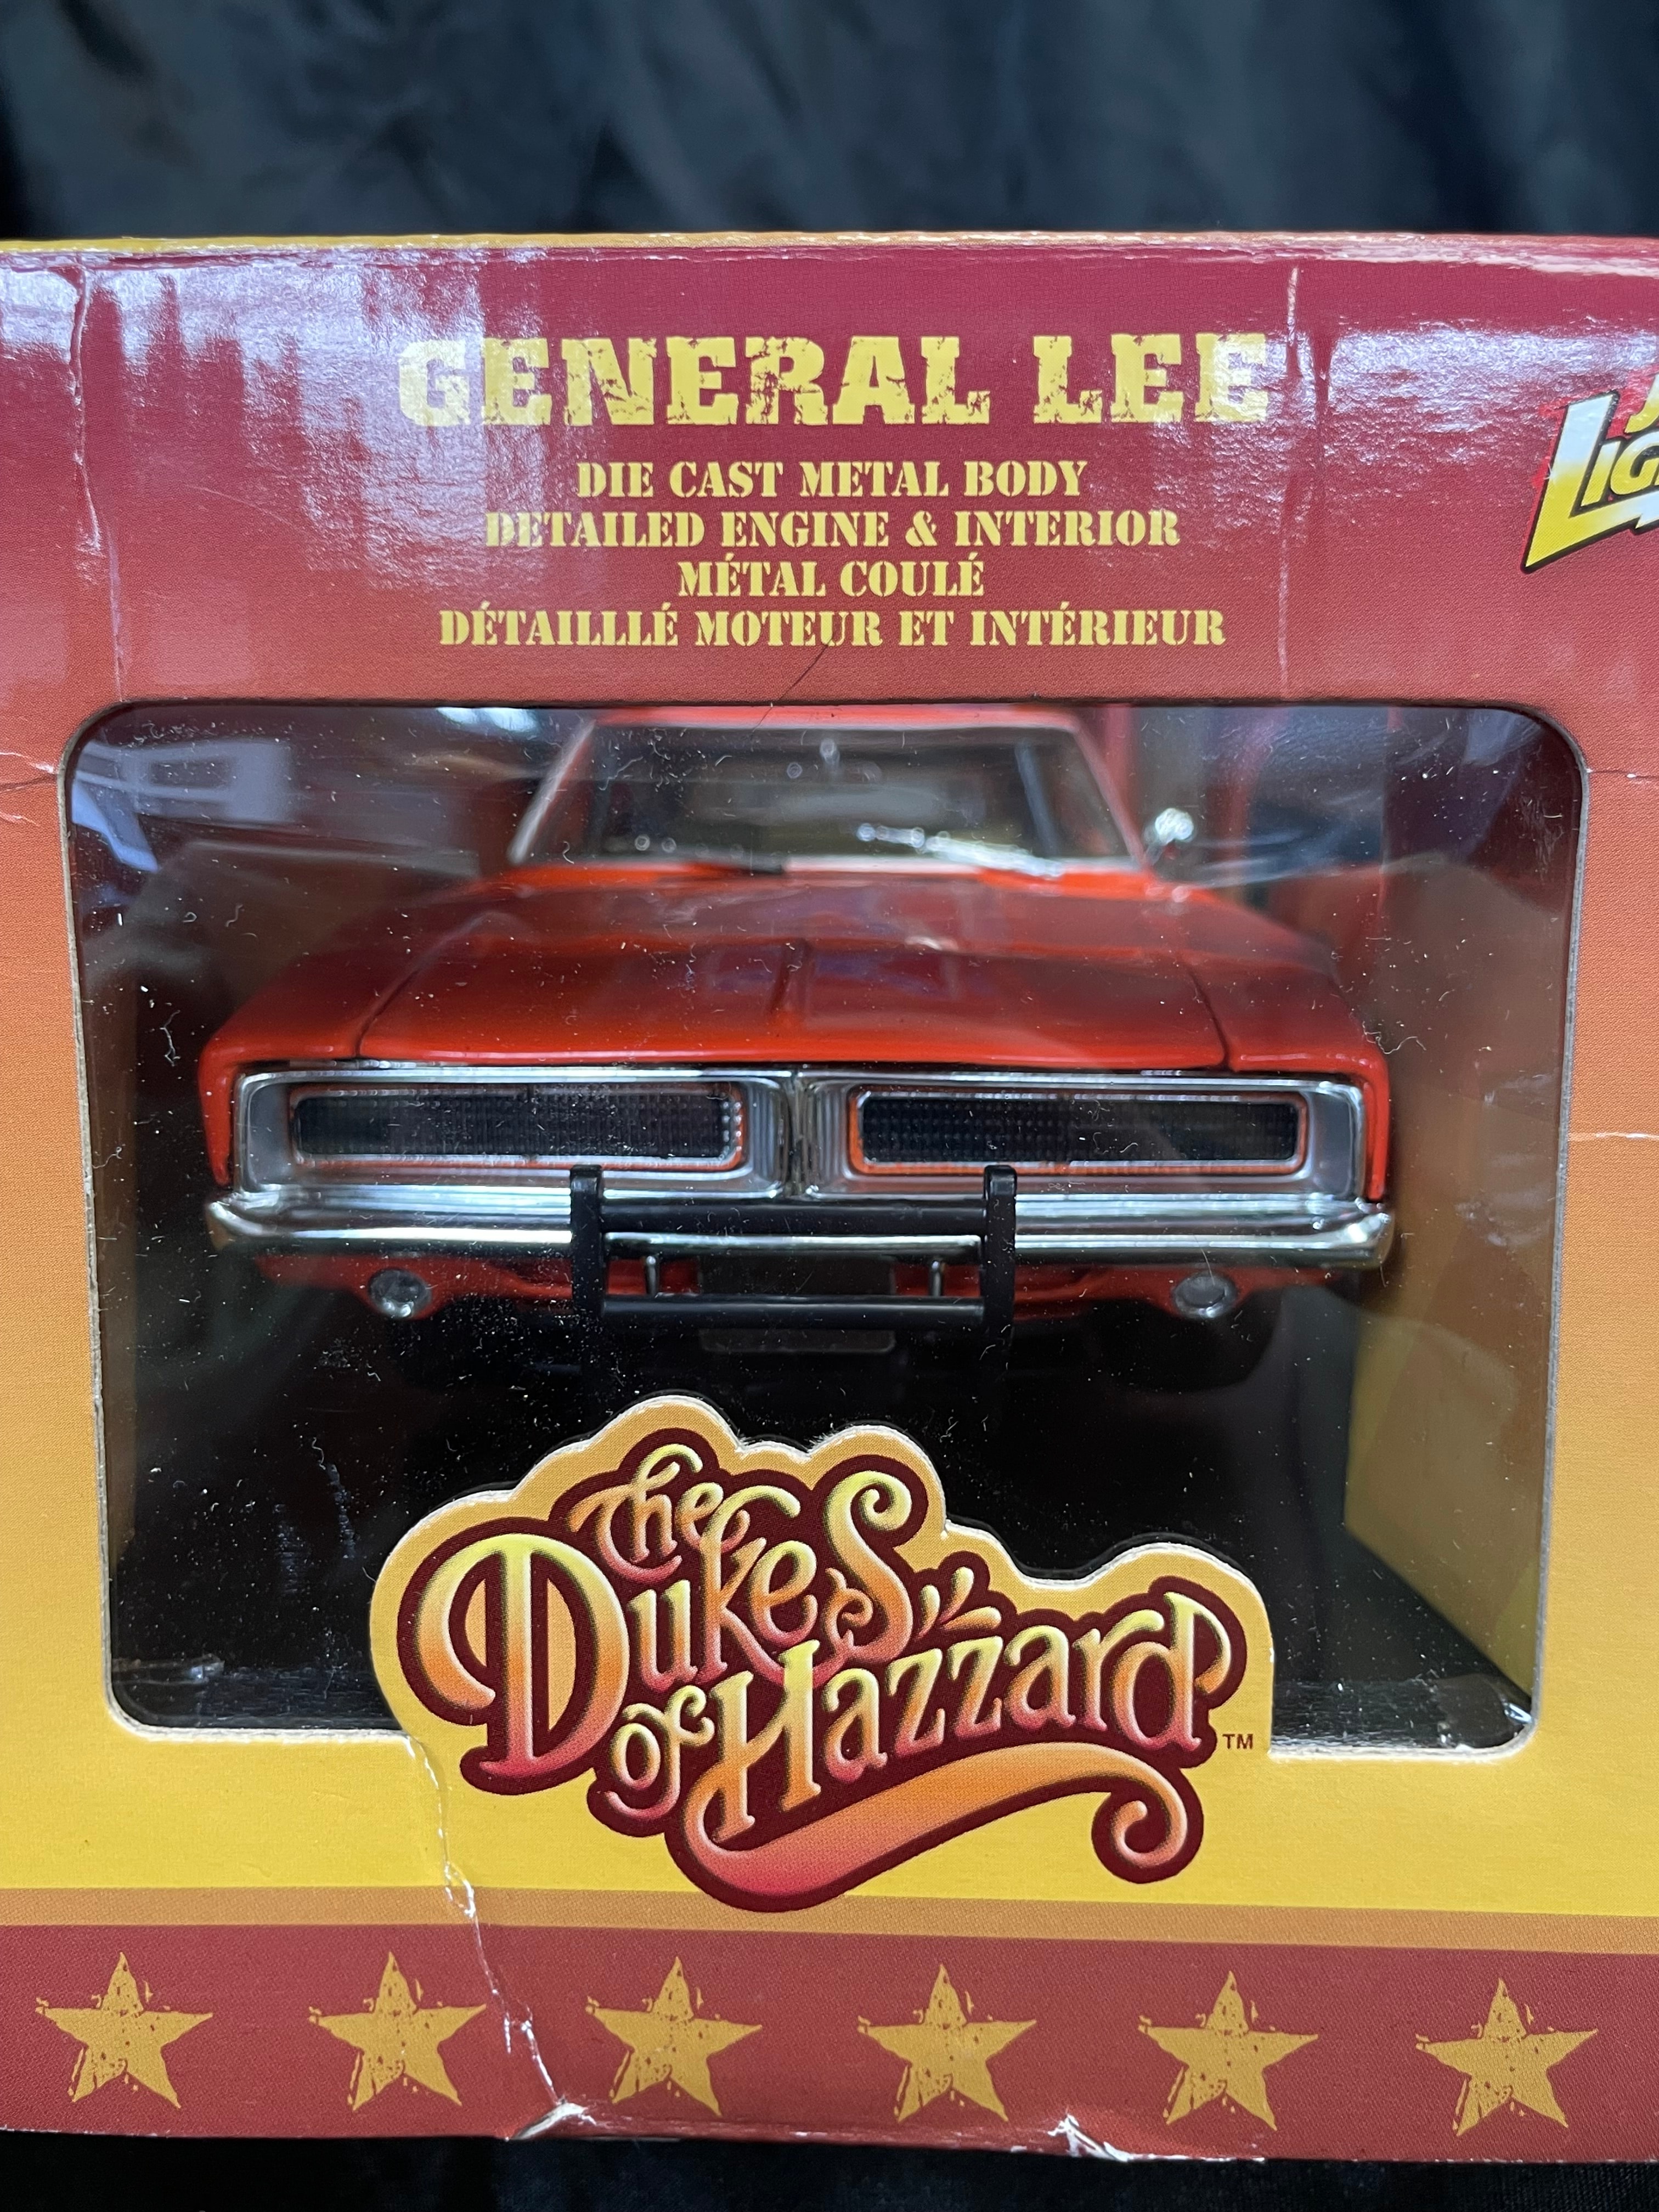 GENERAL LEE
DIE CAST METAL BODY
DETAILED ENGINE & INTERIOR
MÉTAL COULÉ
DÉTAILLLÉ MOTEUR ET INTÉRIEUR
The
Dukes
of Hazzard
TM